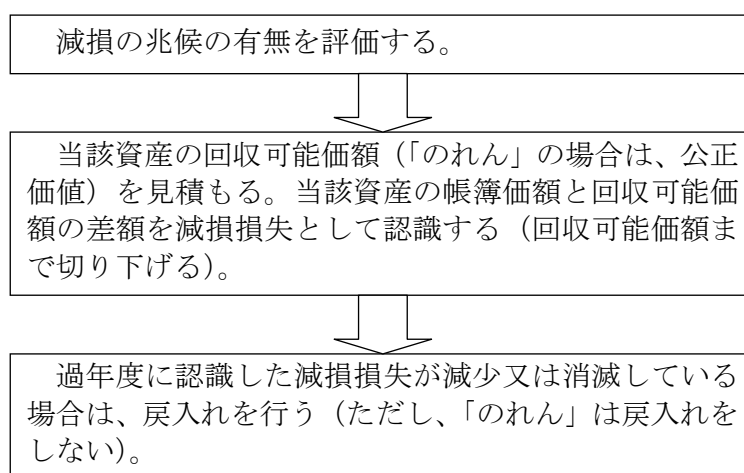 減損の兆候の有無を評価する。
当該資産の回収可能価額(「のれん」の場合は、公正
価値)を見積もる。当該資産の帳簿価額と回収可能価
額の差額を減損損失として認識する(回収可能価額ま
で切り下げる)。
過年度に認識した減損損失が減少又は消滅している
場合は、戻入れを行う(ただし、「のれん」は戻入れを
しない)。